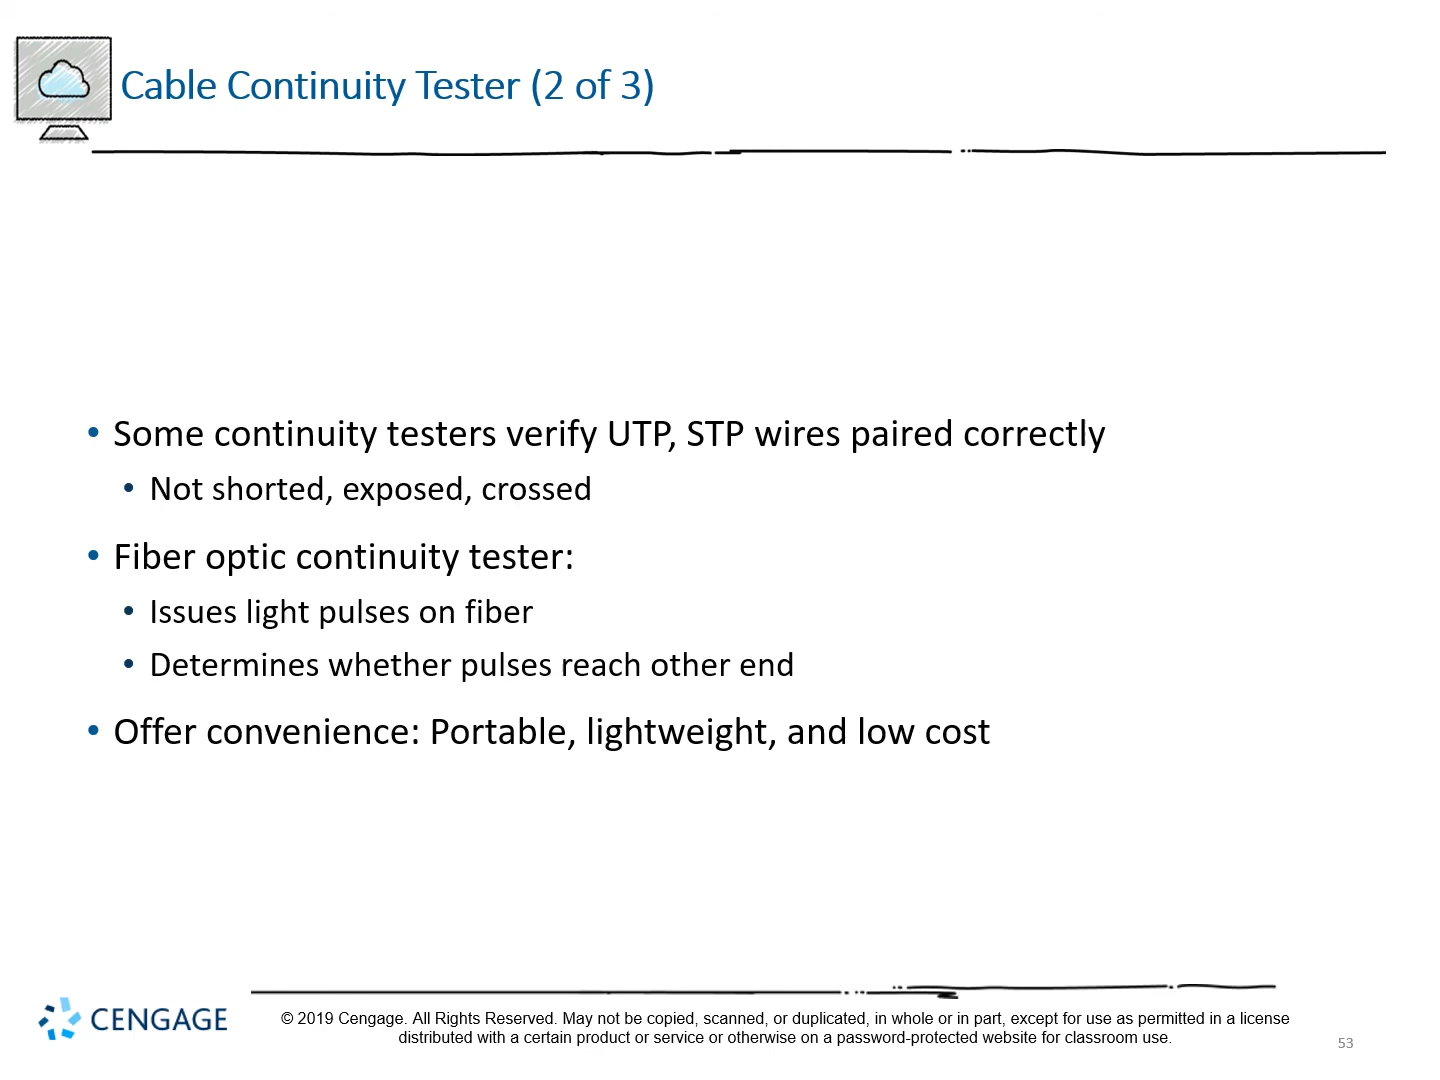 Cable Continuity Tester (2 of 3)
• Some continuity testers verify UTP, STP wires paired correctly
• Not shorted, exposed, crossed
• Fiber optic continuity tester:
• Issues light pulses on fiber
• Determines whether pulses reach other end
• Offer convenience: Portable, lightweight, and low cost
CENGAGE
© 2019 Cengage. All Rights Reserved. May not be copied, scanned, or duplicated, in whole or in part, except for use as permitted in a license
distributed with a certain product or service or otherwise on a password-protected website for classroom use.
53